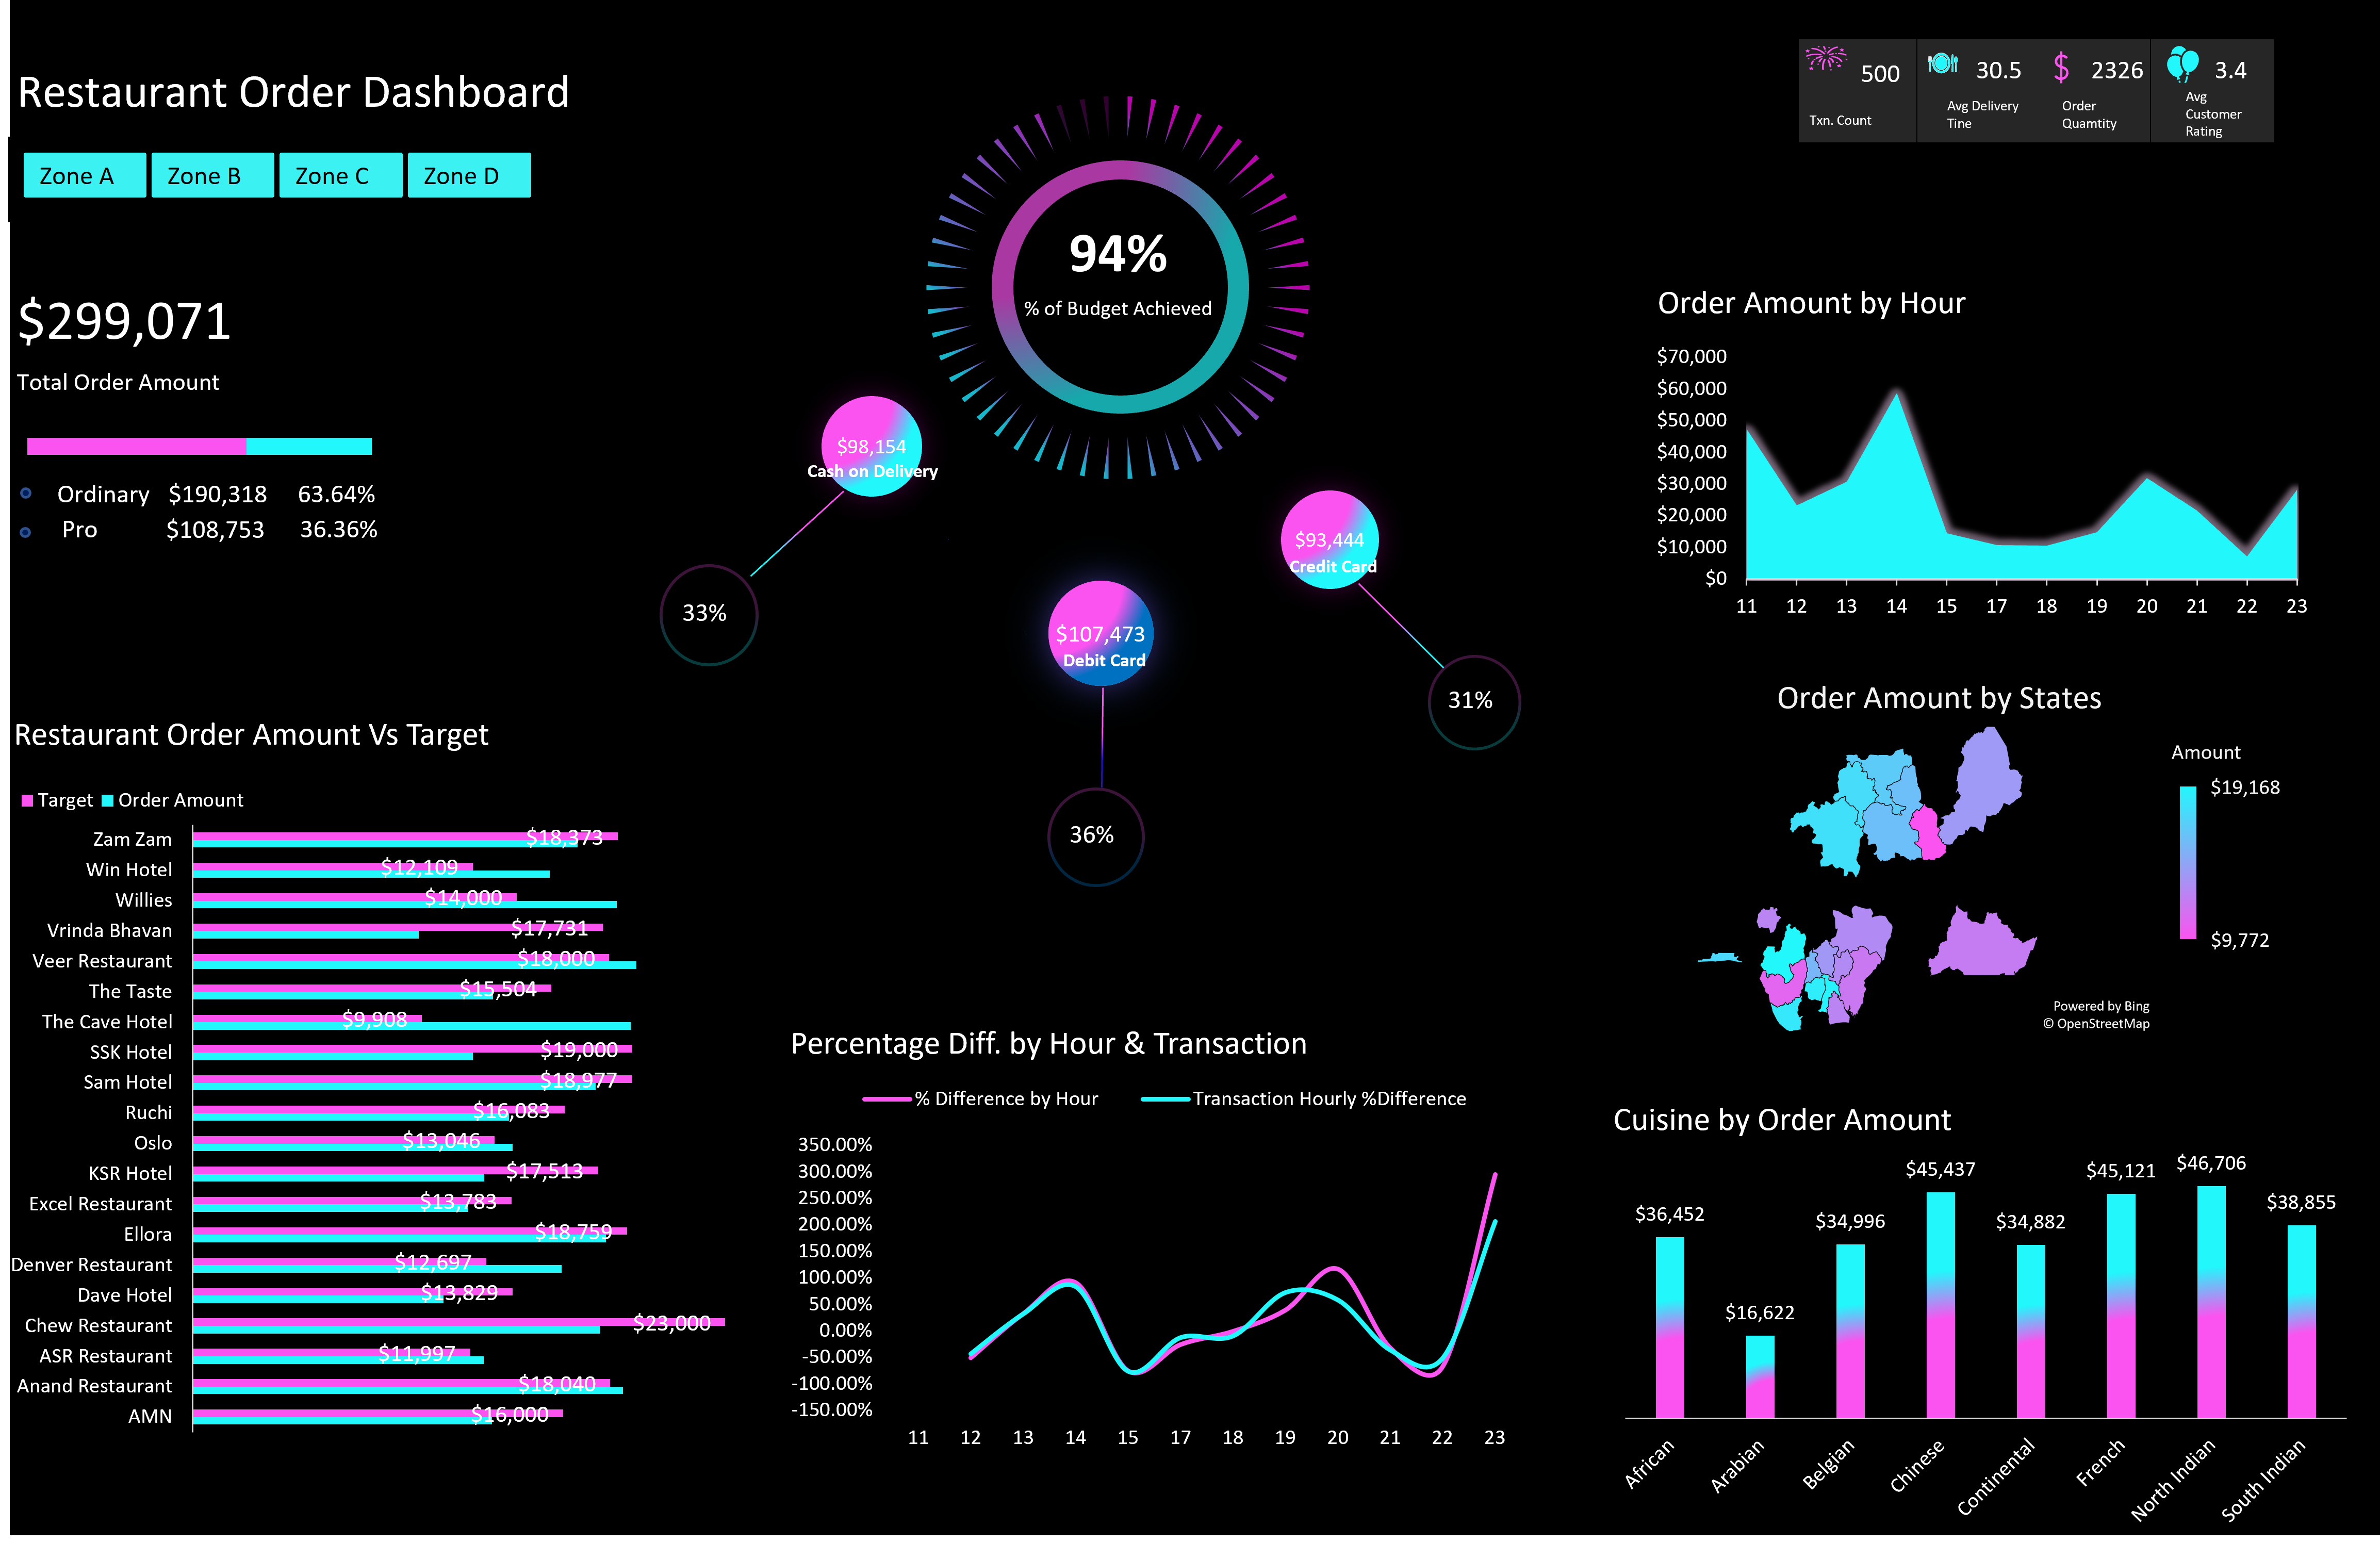 Restaurant Order Dashboard
Zone A
Zone B
Zone C
Zone D
500
Txn. Count
30.5
Avg Delivery
Tine
$
2326
Order
Quamtity
3.4
Avg
Customer
Rating
$299,071
Total Order Amount
Ordinary $190,318 63.64%
Pro $108,753 36.36%
94%
% of Budget Achieved
$98,154
Cash on Delivery
33%
$107,473
Debit Card
36%
$93,444
Credit Card
31%
Order Amount by Hour
$70,000
$60,000
$50,000
$40,000
$30,000
$20,000
$10,000
$0
11 12 13 14 15 17 18 19 20 21 22 23
Order Amount by States
Amount
$19,168
$9,772
Powered by Bing
© OpenStreetMap
Restaurant Order Amount Vs Target
Target Order Amount
Zam Zam $18,373
Win Hotel $12,109
Willies $14,000
Vrinda Bhavan $17,731
Veer Restaurant $18,000
The Taste $15,504
The Cave Hotel $9,908
SSK Hotel $19,000
Sam Hotel $18,977
Ruchi $16,083
Oslo $13,046
KSR Hotel $17,513
Excel Restaurant $13,783
Ellora $18,759
Denver Restaurant $12,697
Dave Hotel $13,829
Chew Restaurant $23,000
ASR Restaurant $11,997
Anand Restaurant $18,040
AMN $16,000
Percentage Diff. by Hour & Transaction
% Difference by Hour Transaction Hourly %Difference
350.00%
300.00%
250.00%
200.00%
150.00%
100.00%
50.00%
0.00%
-50.00%
-100.00%
-150.00%
11 12 13 14 15 17 18 19 20 21 22 23
Cuisine by Order Amount
$36,452
$16,622
$34,996
$45,437
$34,882
$45,121
$46,706
$38,855
African
Arabian
Belgian
Chinese
Continental
French
North Indian
South Indian